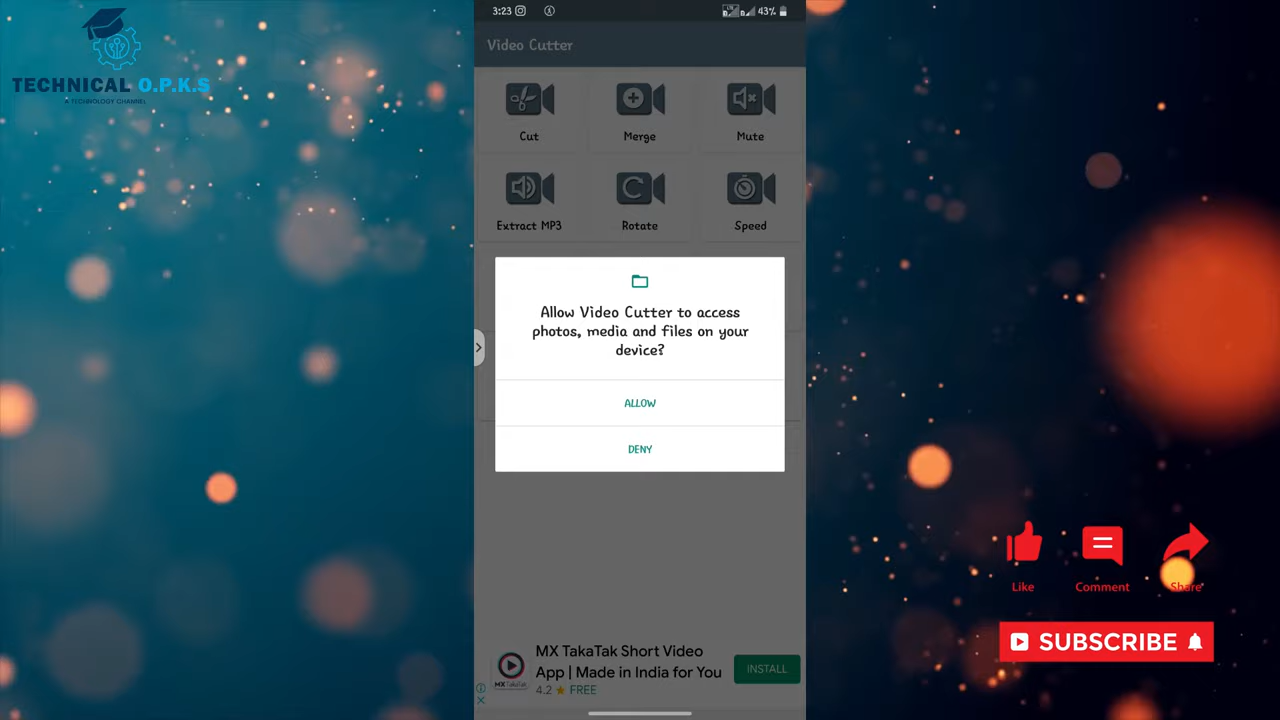 TECHNICAL O.P.K.S
A TECHNOLOGY CHANNEL
3:23
43%
Video Cutter
Cut
Merge
Mute
Extract MP3
Rotate
Speed
Allow Video Cutter to access
photos, media and files on your
device?
ALLOW
DENY
MX TakaTak Short Video
App | Made in India for You
4.2 ★ FREE
INSTALL
Like
Comment
Share
SUBSCRIBE